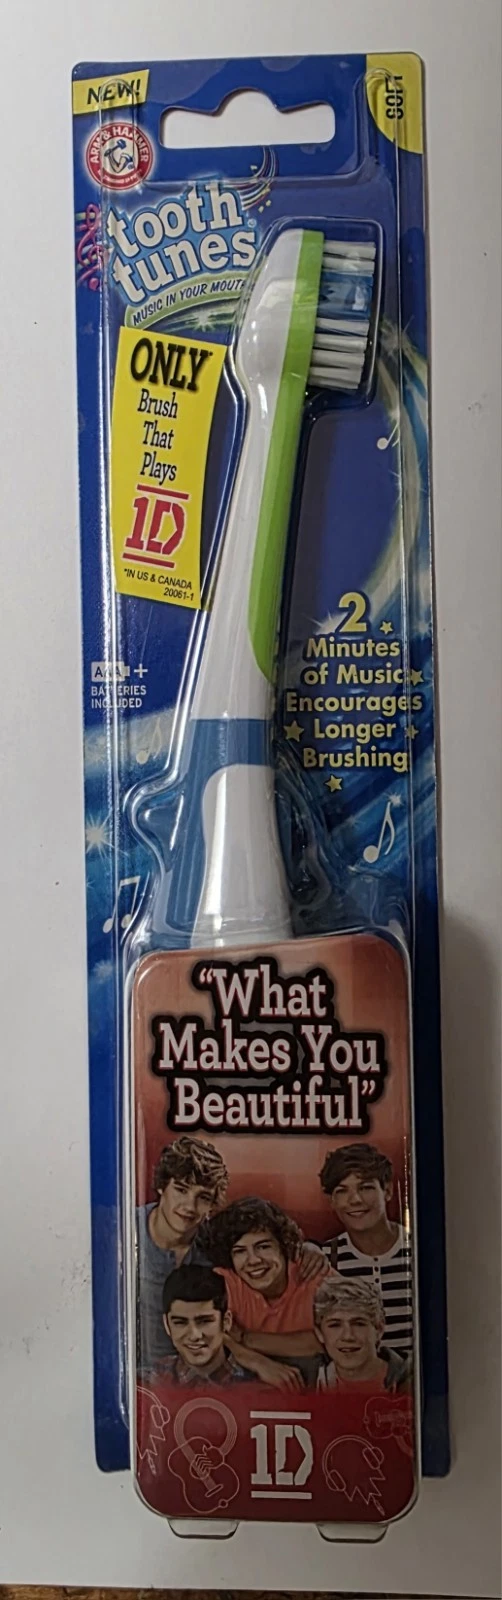 NEW!
SOFT
ARM & HAMMER
tooth
tunes
MUSIC IN YOUR MOUTH
ONLY*
Brush
That
Plays
1D
*IN US & CANADA
20061-1
2
Minutes
of Music
Encourages
Longer
Brushing
AAA +
BATTERIES
INCLUDED
"What
Makes You
Beautiful"
1D